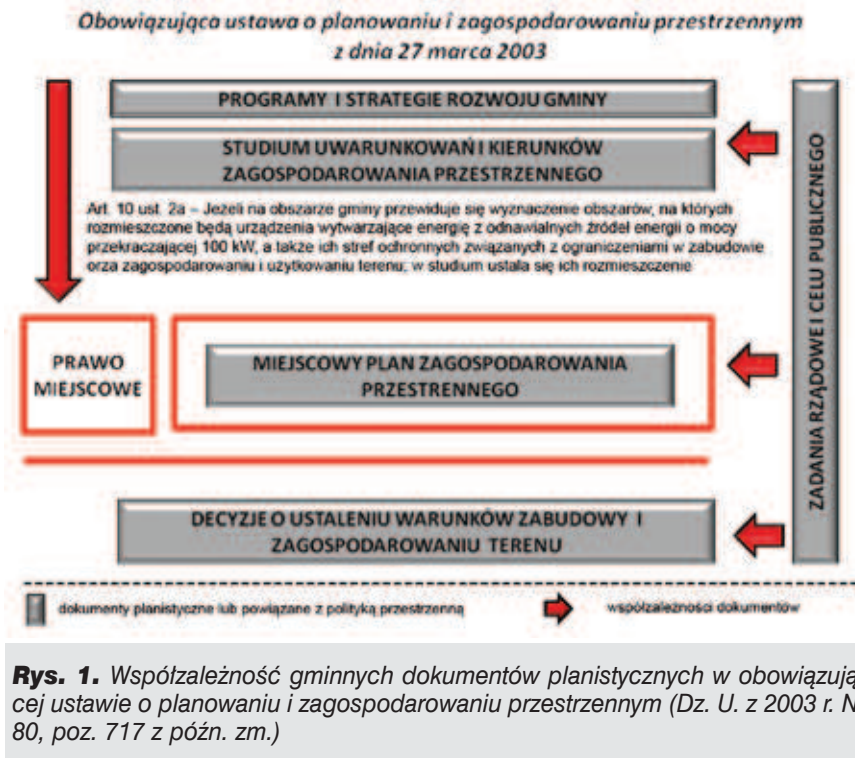 Obowiązująca ustawa o planowaniu i zagospodarowaniu przestrzennym
z dnia 27 marca 2003
PROGRAMY I STRATEGIE ROZWOJU GMINY
STUDIUM UWARUNKOWAŃ I KIERUNKÓW
ZAGOSPODAROWANIA PRZESTRZENNEGO
Art. 10 ust. 2a – Jeżeli na obszarze gminy przewiduje się wyznaczenie obszarów, na których
rozmieszczone będą urządzenia wytwarzające energię z odnawialnych źródeł energii o mocy
przekraczającej 100 kW, a także ich stref ochronnych związanych z ograniczeniami w zabudowie
orza zagospodarowaniu i użytkowaniu terenu; w studium ustala się ich rozmieszczenie
PRAWO
MIEJSCOWE
MIEJSCOWY PLAN ZAGOSPODAROWANIA
PRZESTRENNEGO
DECYZJE O USTALENIU WARUNKÓW ZABUDOWY I
ZAGOSPODAROWANIU TERENU
ZADANIA RZĄDOWE I CELU PUBLICZNEGO
dokumenty planistyczne lub powiązane z polityką przestrzenną
współzależności dokumentów
Rys. 1. Współzależność gminnych dokumentów planistycznych w obowiązują
cej ustawie o planowaniu i zagospodarowaniu przestrzennym (Dz. U. z 2003 r. N
80, poz. 717 z późn. zm.)